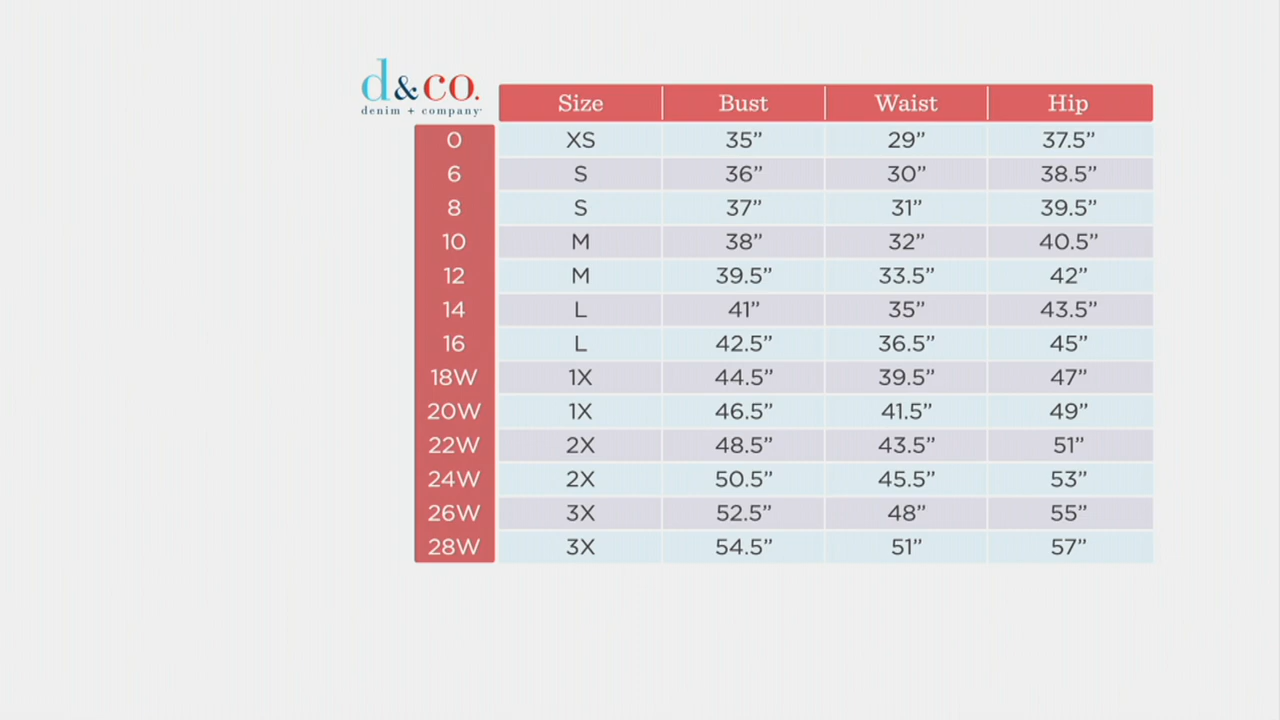 d&co.
denim + company
Size Bust Waist Hip
0 XS 35” 29” 37.5”
6 S 36” 30” 38.5”
8 S 37” 31” 39.5”
10 M 38” 32” 40.5”
12 M 39.5” 33.5” 42”
14 L 41” 35” 43.5”
16 L 42.5” 36.5” 45”
18W 1X 44.5” 39.5” 47”
20W 1X 46.5” 41.5” 49”
22W 2X 48.5” 43.5” 51”
24W 2X 50.5” 45.5” 53”
26W 3X 52.5” 48” 55”
28W 3X 54.5” 51” 57”